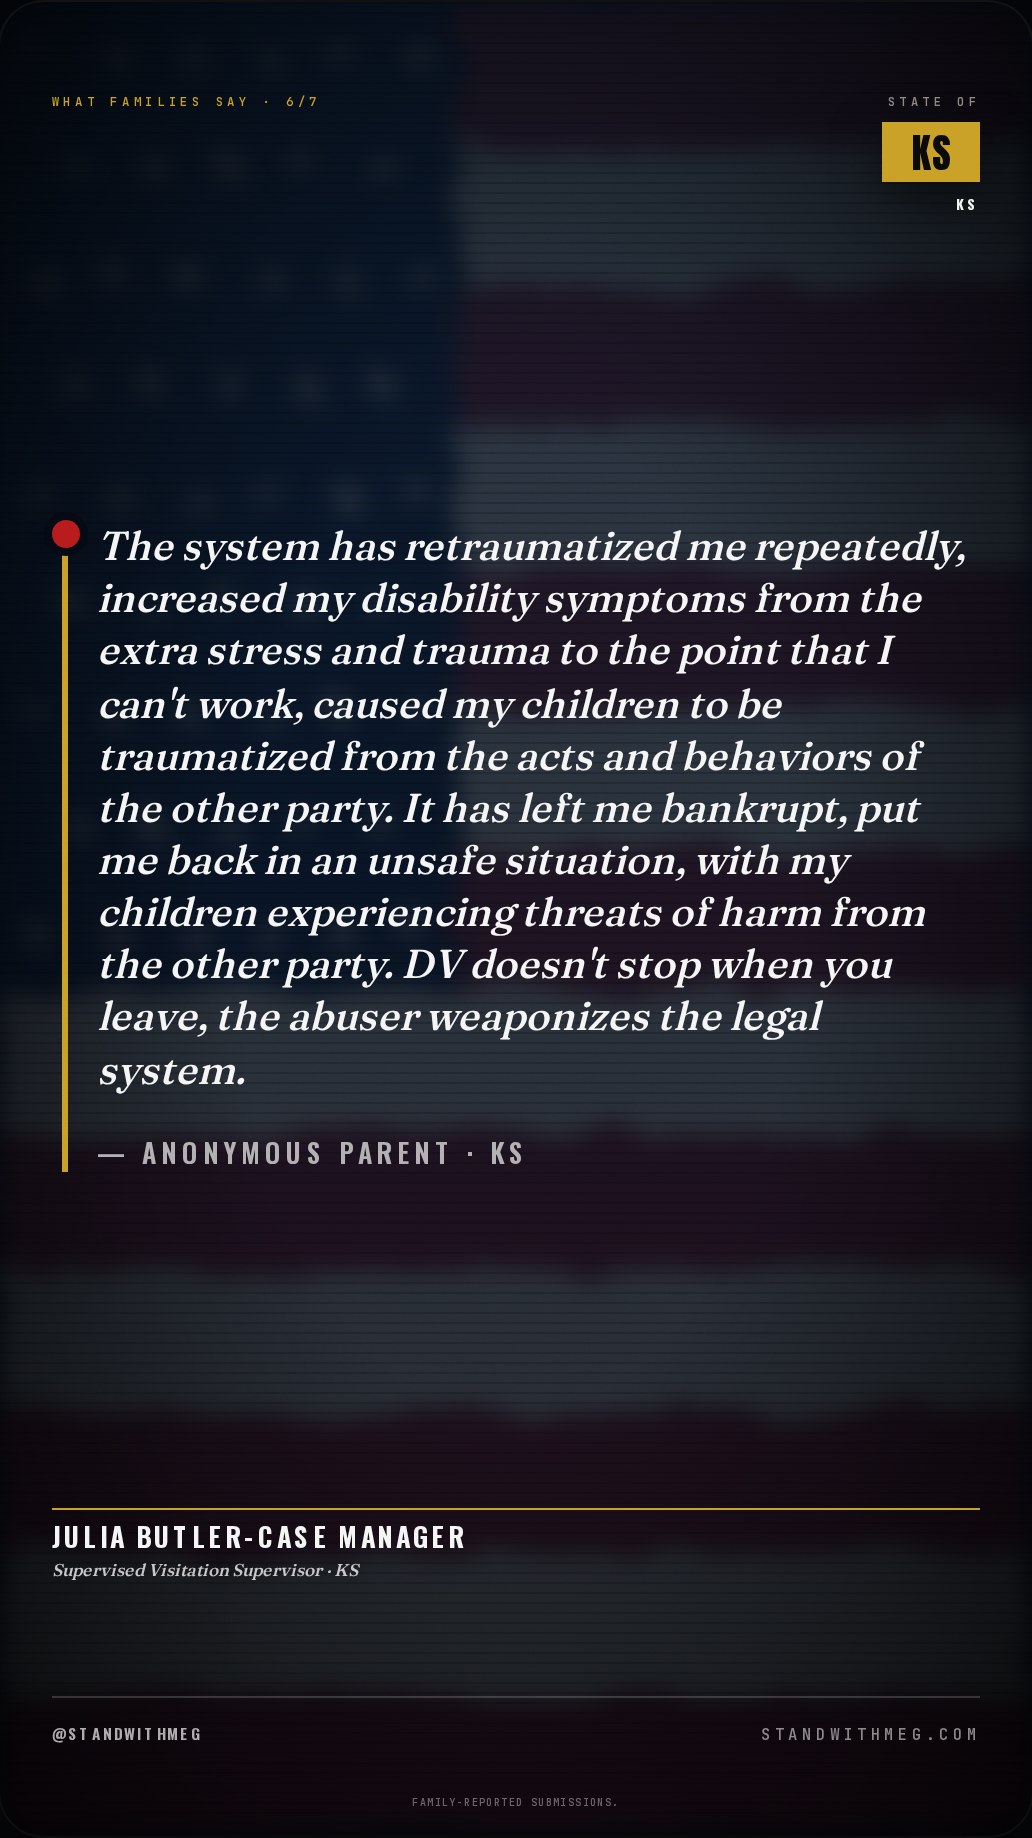 WHAT FAMILIES SAY · 6/7
STATE OF
KS
KS
The system has retraumatized me repeatedly,
increased my disability symptoms from the
extra stress and trauma to the point that I
can't work, caused my children to be
traumatized from the acts and behaviors of
the other party. It has left me bankrupt, put
me back in an unsafe situation, with my
children experiencing threats of harm from
the other party. DV doesn't stop when you
leave, the abuser weaponizes the legal
system.
— ANONYMOUS PARENT · KS
JULIA BUTLER-CASE MANAGER
Supervised Visitation Supervisor · KS
@STANDWITHMEG
STANDWITHMEG.COM
FAMILY-REPORTED SUBMISSIONS.